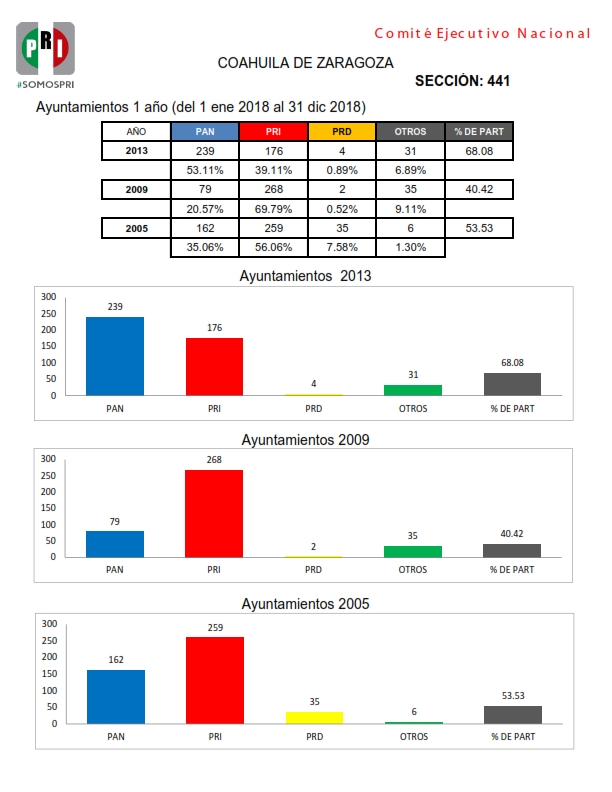 Comité Ejecutivo Nacional
PRI
#SOMOSPRI
COAHUILA DE ZARAGOZA
SECCIÓN: 441
Ayuntamientos 1 año (del 1 ene 2018 al 31 dic 2018)
AÑO PAN PRI PRD OTROS % DE PART
2013 239 176 4 31 68.08
53.11% 39.11% 0.89% 6.89%
2009 79 268 2 35 40.42
20.57% 69.79% 0.52% 9.11%
2005 162 259 35 6 53.53
35.06% 56.06% 7.58% 1.30%
Ayuntamientos 2013
300
250
200
150
100
50
0
239
176
4
31
68.08
PAN PRI PRD OTROS % DE PART
Ayuntamientos 2009
300
250
200
150
100
50
0
79
268
2
35
40.42
PAN PRI PRD OTROS % DE PART
Ayuntamientos 2005
300
250
200
150
100
50
0
162
259
35
6
53.53
PAN PRI PRD OTROS % DE PART